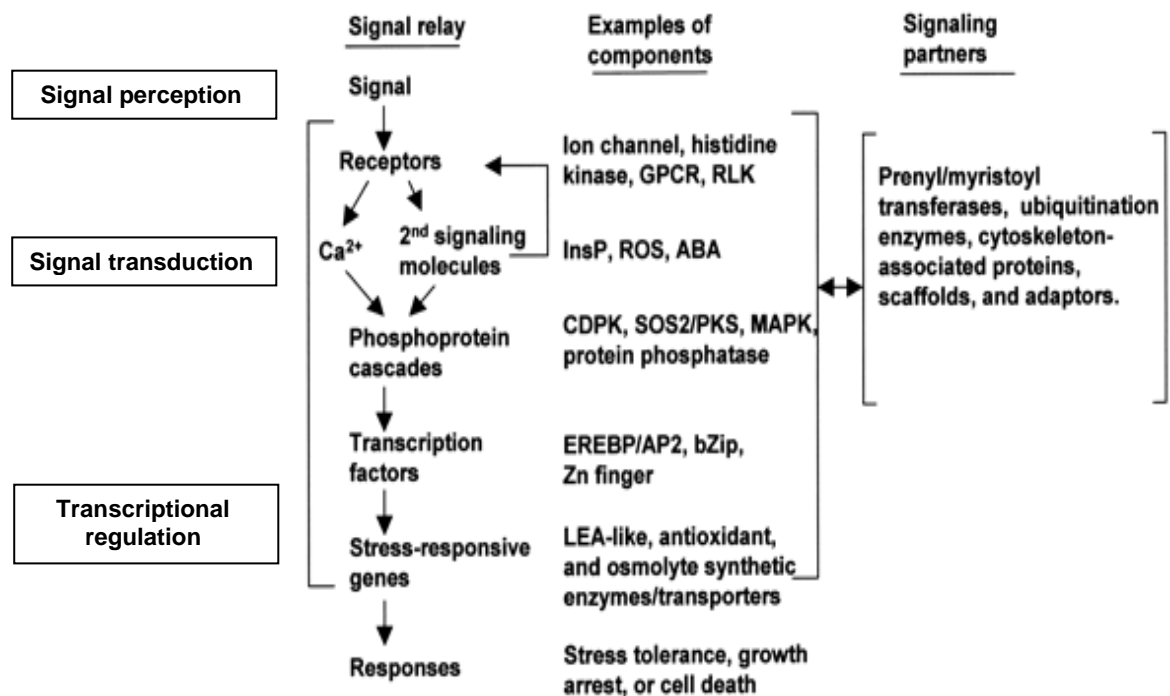 Signal relay
Examples of
components
Signaling
partners
Signal perception
Signal
Receptors
Ion channel, histidine
kinase, GPCR, RLK
Prenyl/myristoyl
transferases, ubiquitination
enzymes, cytoskeleton-
associated proteins,
scaffolds, and adaptors.
Signal transduction
Ca2+
2nd signaling
molecules
InsP, ROS, ABA
Phosphoprotein
cascades
CDPK, SOS2/PKS, MAPK,
protein phosphatase
Transcription
factors
EREBP/AP2, bZip,
Zn finger
Transcriptional
regulation
Stress-responsive
genes
LEA-like, antioxidant,
and osmolyte synthetic
enzymes/transporters
Responses
Stress tolerance, growth
arrest, or cell death